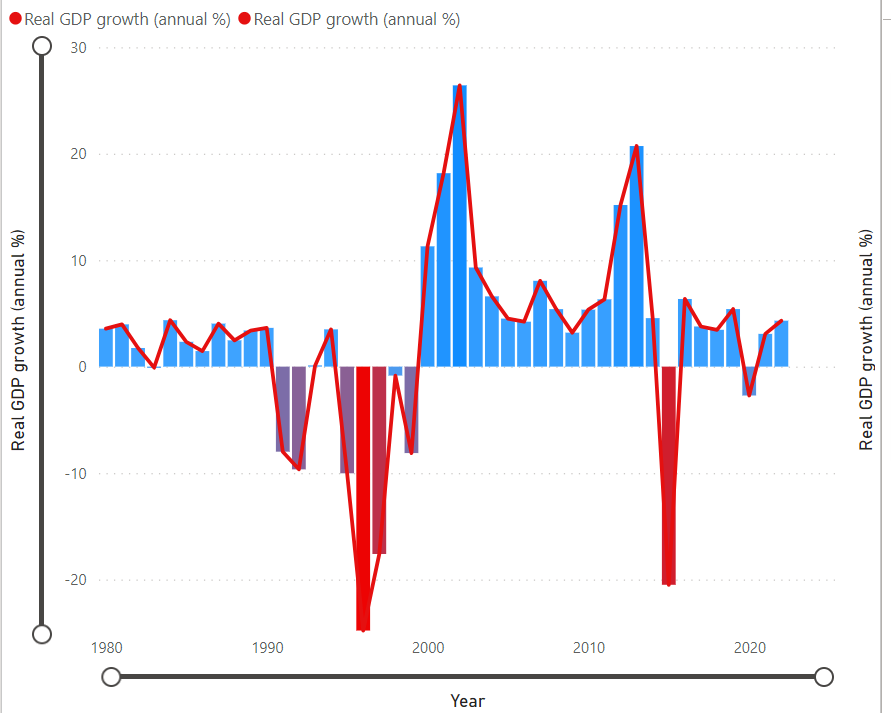 Real GDP growth (annual %) Real GDP growth (annual %)
30
20
10
0
-10
-20
Real GDP growth (annual %)
Real GDP growth (annual %)
1980 1990 2000 2010 2020
Year